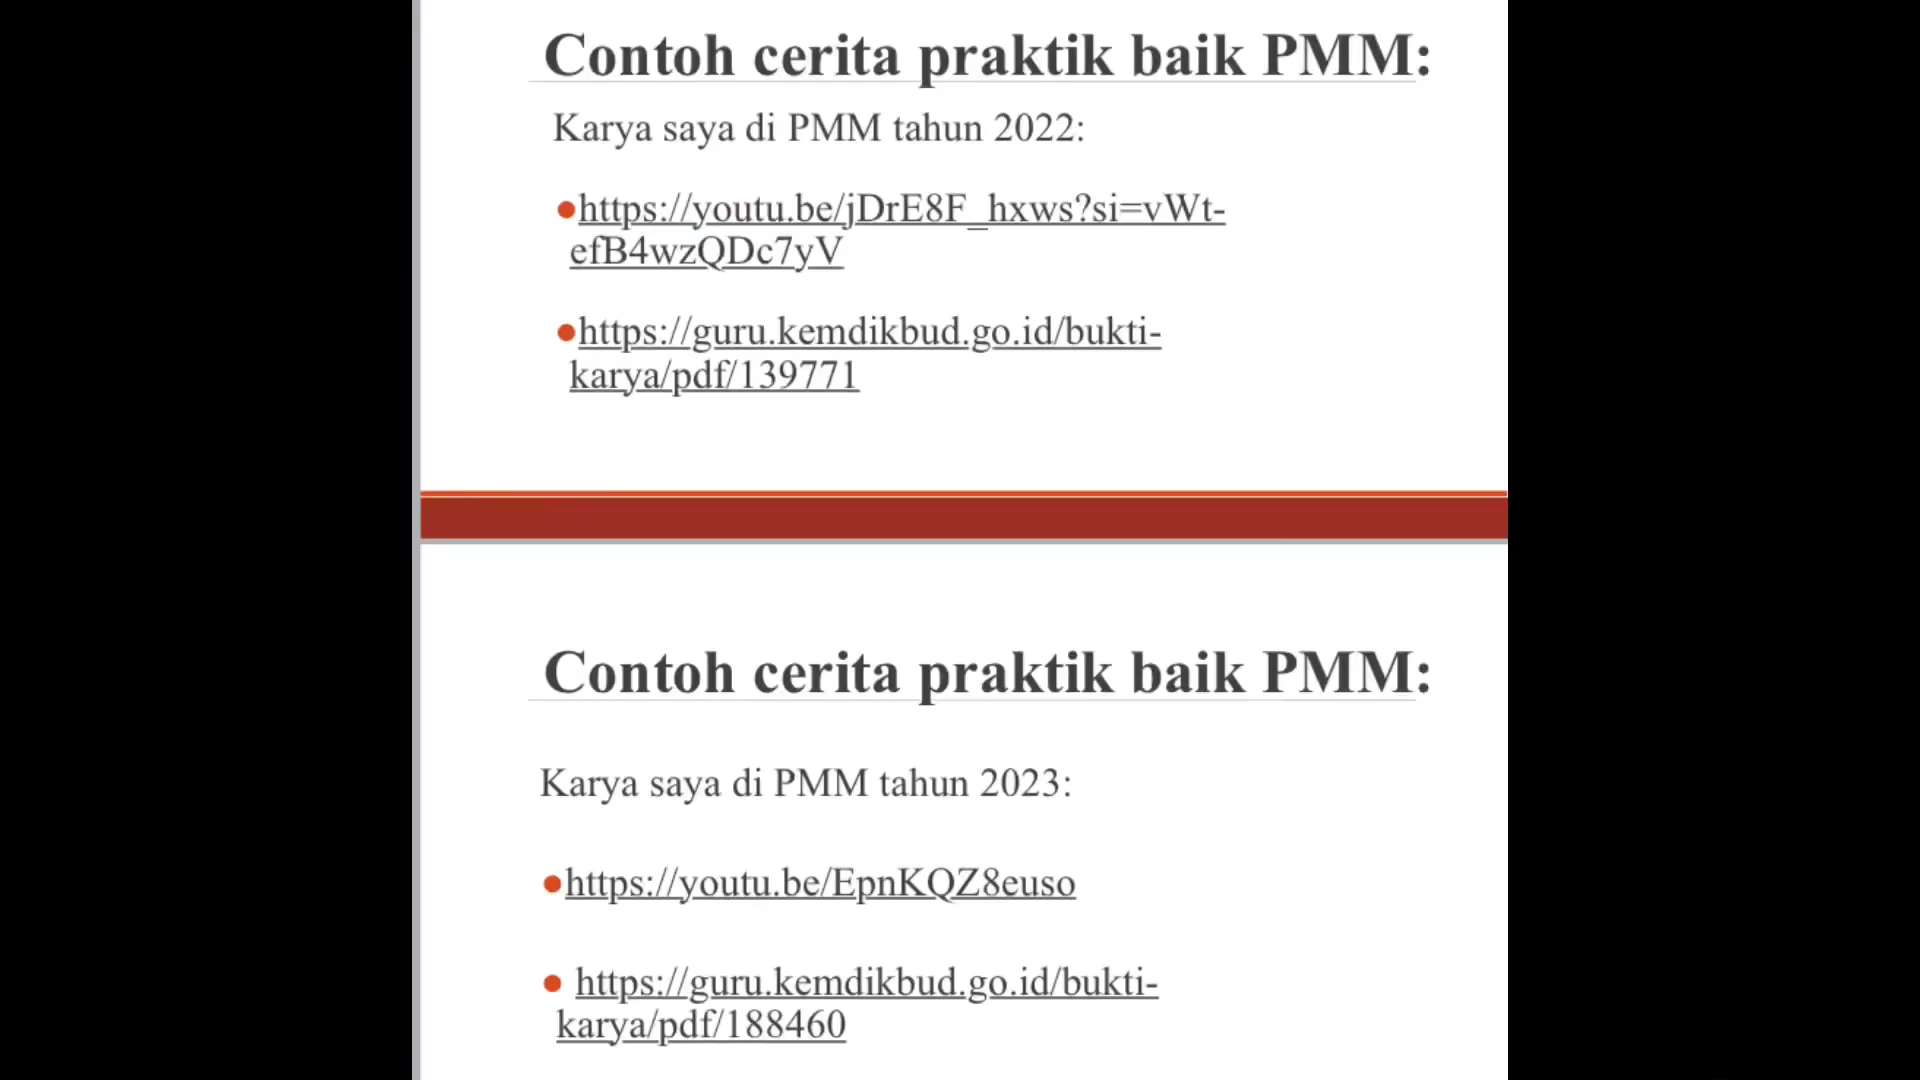 Contoh cerita praktik baik PMM:
Karya saya di PMM tahun 2022:
●https://youtu.be/jDrE8F_hxws?si=vWt-
efB4wzQDc7yV
●https://guru.kemdikbud.go.id/bukti-
karya/pdf/139771
Contoh cerita praktik baik PMM:
Karya saya di PMM tahun 2023:
●https://youtu.be/EpnKQZ8euso
● https://guru.kemdikbud.go.id/bukti-
karya/pdf/188460